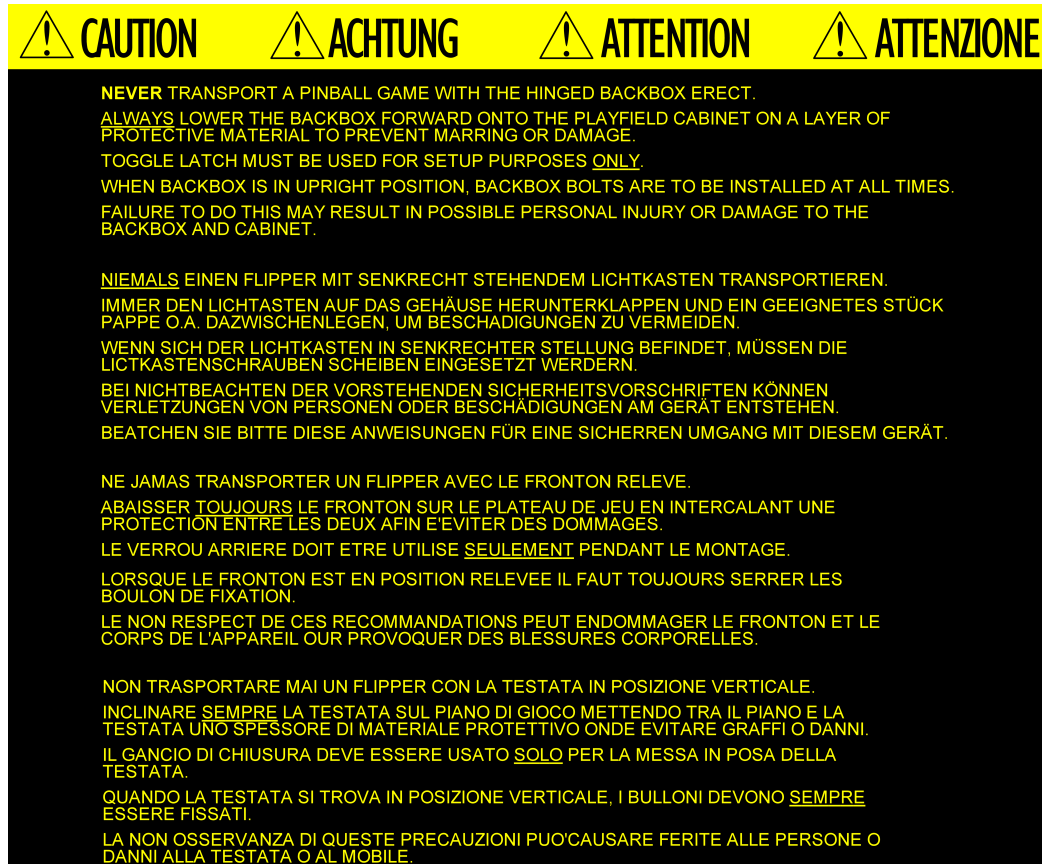 CAUTION ACHTUNG ATTENTION ATTENZIONE
NEVER TRANSPORT A PINBALL GAME WITH THE HINGED BACKBOX ERECT.
ALWAYS LOWER THE BACKBOX FORWARD ONTO THE PLAYFIELD CABINET ON A LAYER OF
PROTECTIVE MATERIAL TO PREVENT MARRING OR DAMAGE.
TOGGLE LATCH MUST BE USED FOR SETUP PURPOSES ONLY.
WHEN BACKBOX IS IN UPRIGHT POSITION, BACKBOX BOLTS ARE TO BE INSTALLED AT ALL TIMES.
FAILURE TO DO THIS MAY RESULT IN POSSIBLE PERSONAL INJURY OR DAMAGE TO THE
BACKBOX AND CABINET.
NIEMALS EINEN FLIPPER MIT SENKRECHT STEHENDEM LICHTKASTEN TRANSPORTIEREN.
IMMER DEN LICHTASTEN AUF DAS GEHÄUSE HERUNTERKLAPPEN UND EIN GEEIGNETES STÜCK
PAPPE O.A. DAZWISCHENLEGEN, UM BESCHADIGUNGEN ZU VERMEIDEN.
WENN SICH DER LICHTKASTEN IN SENKRECHTER STELLUNG BEFINDET, MÜSSEN DIE
LICTKASTENSCHRAUBEN SCHEIBEN EINGESETZT WERDERN.
BEI NICHTBEACHTEN DER VORSTEHENDEN SICHERHEITSVORSCHRIFTEN KÖNNEN
VERLETZUNGEN VON PERSONEN ODER BESCHÄDIGUNGEN AM GERÄT ENTSTEHEN.
BEATCHEN SIE BITTE DIESE ANWEISUNGEN FÜR EINE SICHERREN UMGANG MIT DIESEM GERÄT.
NE JAMAS TRANSPORTER UN FLIPPER AVEC LE FRONTON RELEVE.
ABAISSER TOUJOURS LE FRONTON SUR LE PLATEAU DE JEU EN INTERCALANT UNE
PROTECTION ENTRE LES DEUX AFIN E'EVITER DES DOMMAGES.
LE VERROU ARRIERE DOIT ETRE UTILISE SEULEMENT PENDANT LE MONTAGE.
LORSQUE LE FRONTON EST EN POSITION RELEVEE IL FAUT TOUJOURS SERRER LES
BOULON DE FIXATION.
LE NON RESPECT DE CES RECOMMANDATIONS PEUT ENDOMMAGER LE FRONTON ET LE
CORPS DE L'APPAREIL OUR PROVOQUER DES BLESSURES CORPORELLES.
NON TRASPORTARE MAI UN FLIPPER CON LA TESTATA IN POSIZIONE VERTICALE.
INCLINARE SEMPRE LA TESTATA SUL PIANO DI GIOCO METTENDO TRA IL PIANO E LA
TESTATA UNO SPESSORE DI MATERIALE PROTETTIVO ONDE EVITARE GRAFFI O DANNI.
IL GANCIO DI CHIUSURA DEVE ESSERE USATO SOLO PER LA MESSA IN POSA DELLA
TESTATA.
QUANDO LA TESTATA SI TROVA IN POSIZIONE VERTICALE, I BULLONI DEVONO SEMPRE
ESSERE FISSATI.
LA NON OSSERVANZA DI QUESTE PRECAUZIONI PUO'CAUSARE FERITE ALLE PERSONE O
DANNI ALLA TESTATA O AL MOBILE.